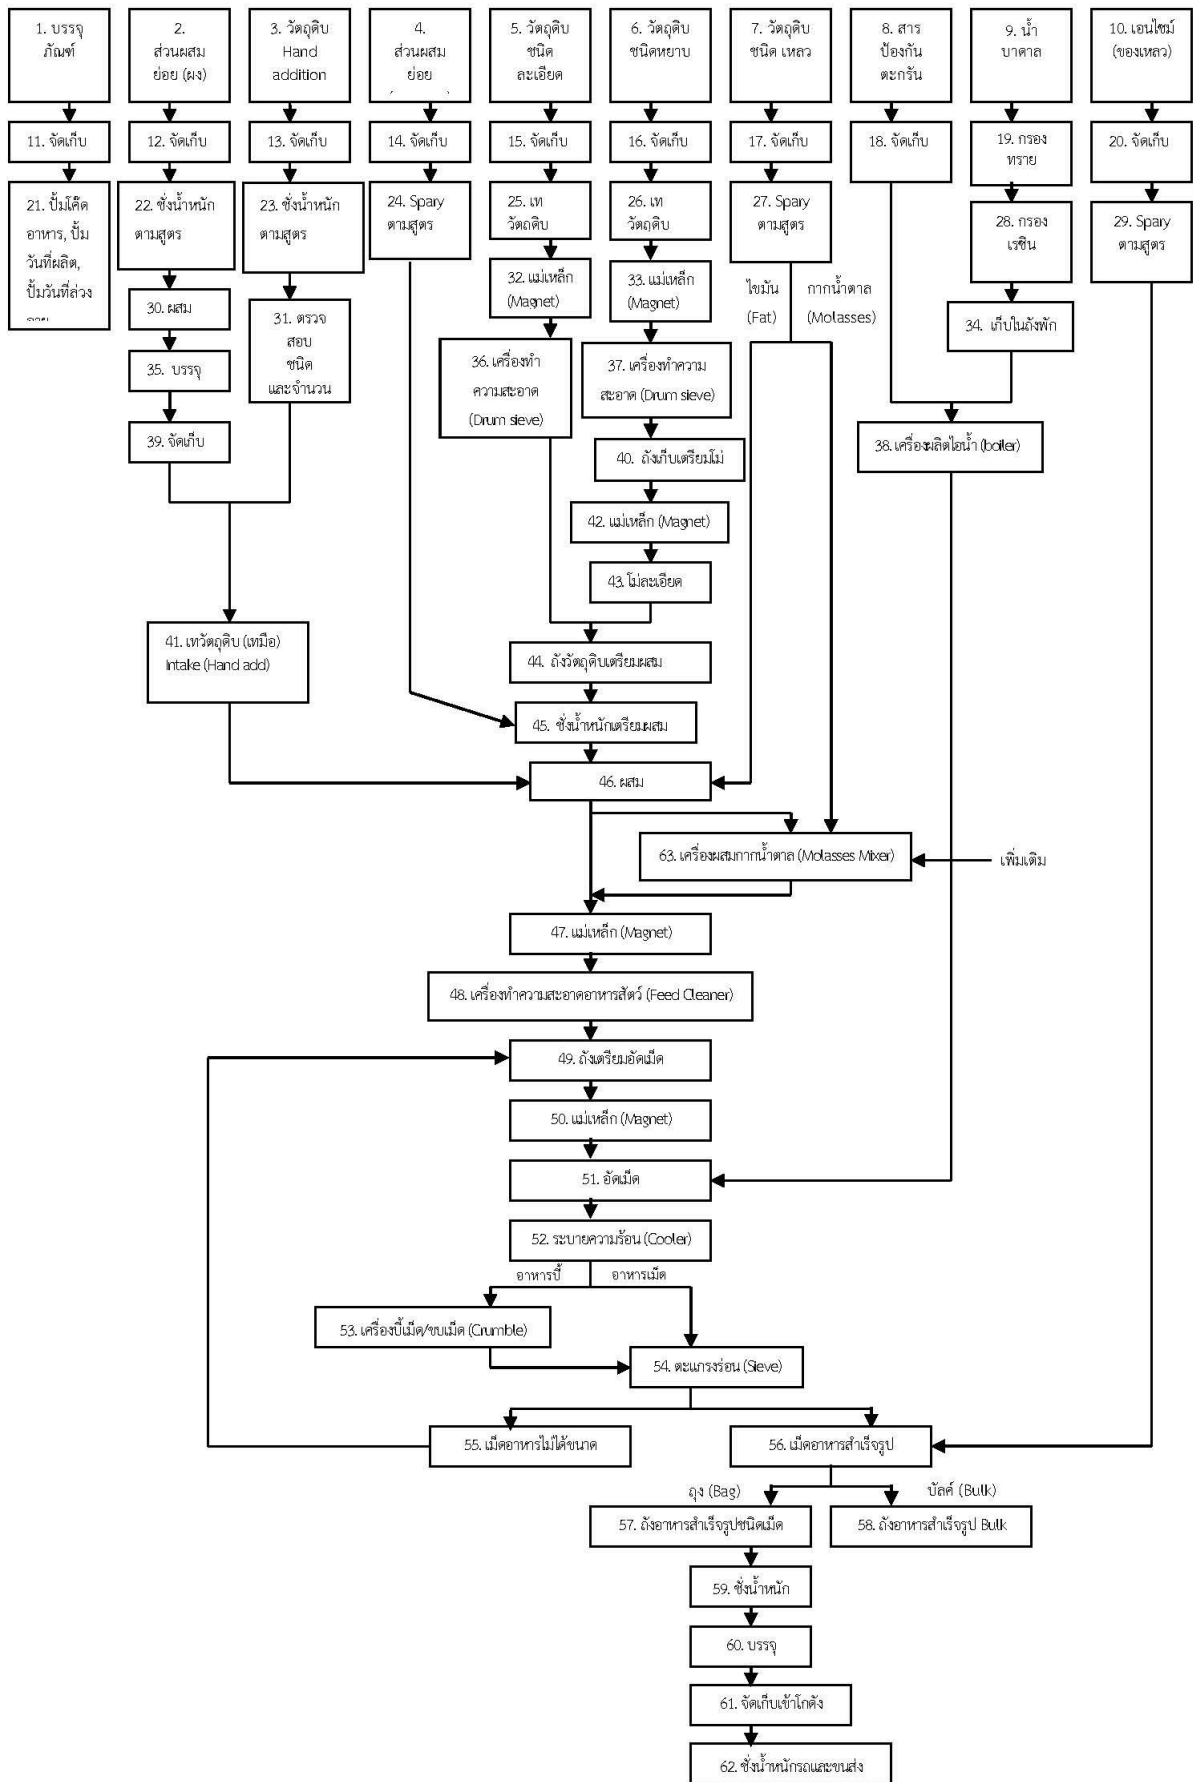 1. บรรจุ
ภัณฑ์
2.
ส่วนผสม
ย่อย (ผง)
3. วัตถุดิบ
Hand
addition
4.
ส่วนผสม
ย่อย
5. วัตถุดิบ
ชนิด
ละเอียด
6. วัตถุดิบ
ชนิดหยาบ
7. วัตถุดิบ
ชนิด เหลว
8. สาร
ป้องกัน
ตะกรัน
9. น้ำ
บาดาล
10. เอนไซม์
(ของเหลว)
11. จัดเก็บ
12. จัดเก็บ
13. จัดเก็บ
14. จัดเก็บ
15. จัดเก็บ
16. จัดเก็บ
17. จัดเก็บ
18. จัดเก็บ
19. กรอง
ทราย
20. จัดเก็บ
21. ปั้มโค๊ด
อาหาร, ปั้ม
วันที่ผลิต,
ปั้มวันที่ล่วง
22. ชั่งน้ำหนัก
ตามสูตร
23. ชั่งน้ำหนัก
ตามสูตร
24. Spary
ตามสูตร
25. เท
วัตถดิบ
26. เท
วัตถุดิบ
27. Spary
ตามสูตร
28. กรอง
เรซิน
29. Spary
ตามสูตร
30. ผสม
31. ตรวจ
สอบ
ชนิด
และจำนวน
32. แม่เหล็ก
(Magnet)
33. แม่เหล็ก
(Magnet)
ไขมัน
(Fat)
กากน้ำตาล
(Molasses)
34. เก็บในถังพัก
35. บรรจุ
36. เครื่องทำ
ความสะอาด
(Drum sieve)
37. เครื่องทำความ
สะอาด (Drum sieve)
38. เครื่องผลิตไอน้ำ (boiler)
39. จัดเก็บ
40. ถังเก็บเตรียมโม่
42. แม่เหล็ก (Magnet)
43. โม่ละเอียด
41. เทวัตถุดิบ (เทมือ)
Intake (Hand add)
44. ถังวัตถุดิบเตรียมผสม
45. ชั่งน้ำหนักเตรียมผสม
46. ผสม
63. เครื่องผสมกากน้ำตาล (Molasses Mixer)
เพิ่มเติม
47. แม่เหล็ก (Magnet)
48. เครื่องทำความสะอาดอาหารสัตว์ (Feed Cleaner)
49. ถังเตรียมอัดเม็ด
50. แม่เหล็ก (Magnet)
51. อัดเม็ด
52. ระบายความร้อน (Cooler)
อาหารบี้
อาหารเม็ด
53. เครื่องบี้เม็ด/ขบเม็ด (Crumble)
54. ตะแกรงร่อน (Sieve)
55. เม็ดอาหารไม่ได้ขนาด
56. เม็ดอาหารสำเร็จรูป
ถุง (Bag)
บัลค์ (Bulk)
57. ถังอาหารสำเร็จรูปชนิดเม็ด
58. ถังอาหารสำเร็จรูป Bulk
59. ชั่งน้ำหนัก
60. บรรจุ
61. จัดเก็บเข้าโกดัง
62. ชั่งน้ำหนักรถและขนส่ง